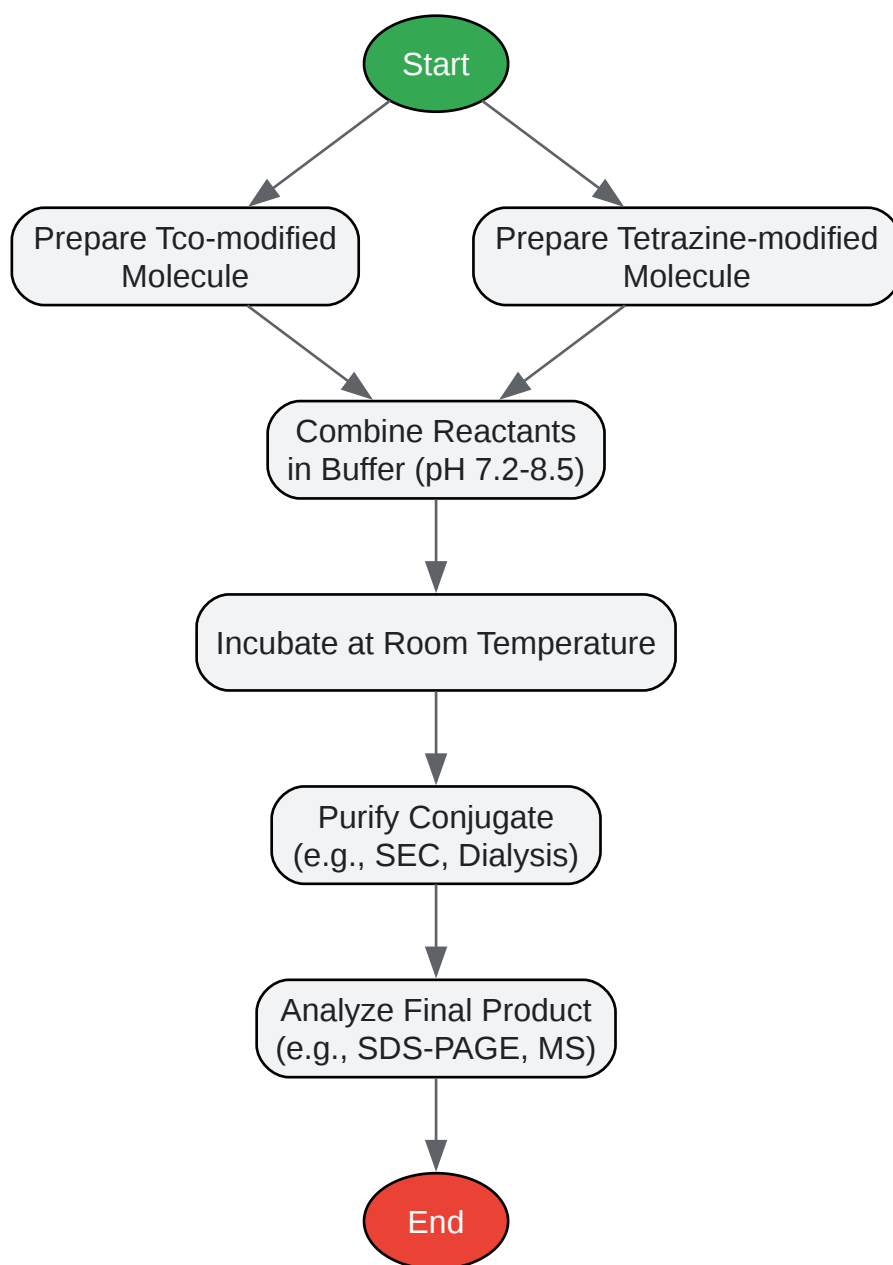 Start
Prepare Tco-modified
Molecule
Prepare Tetrazine-modified
Molecule
Combine Reactants
in Buffer (pH 7.2-8.5)
Incubate at Room Temperature
Purify Conjugate
(e.g., SEC, Dialysis)
Analyze Final Product
(e.g., SDS-PAGE, MS)
End